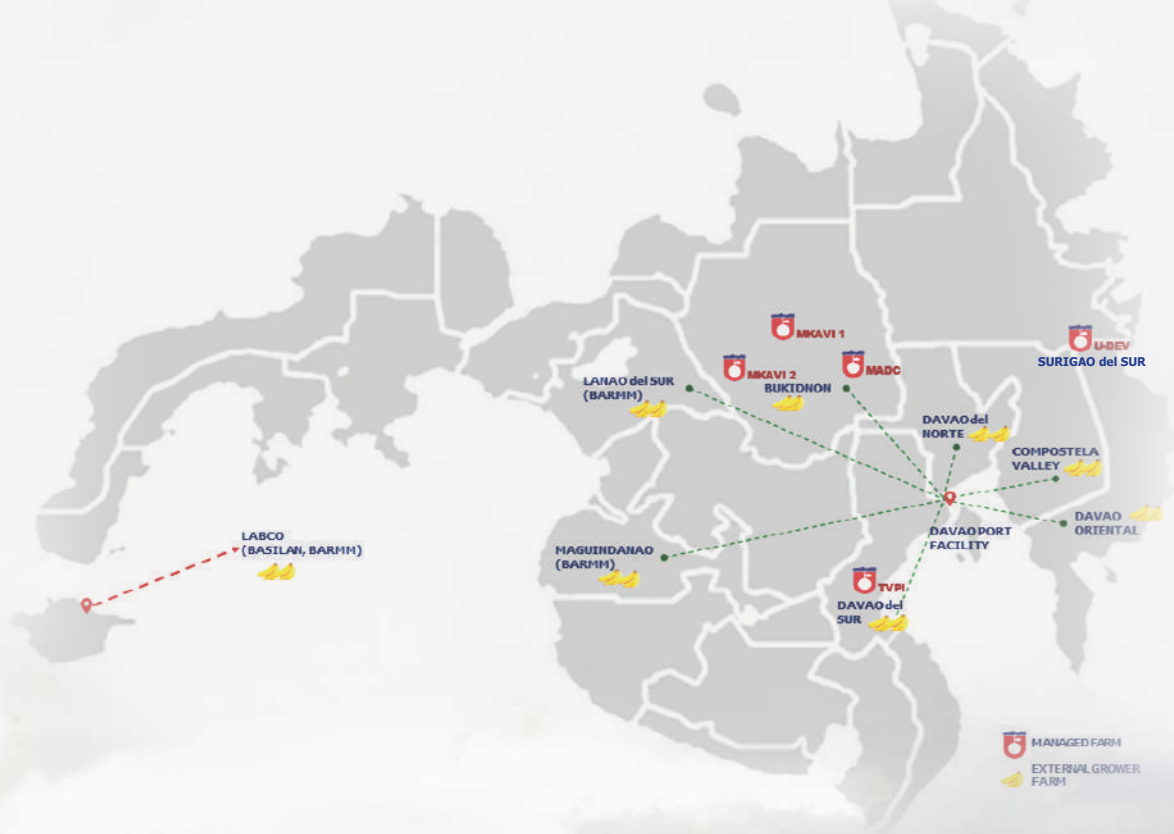 MKAVI 1
U-DEV
SURIGAO del SUR
MKAVI 2
MADC
BUKIDNON
LANAO del SUR
(BARMM)
DAVAO del
NORTE
COMPOSTELA
VALLEY
DAVAO
ORIENTAL
DAVAO PORT
FACILITY
LABCO
(BASILAN, BARMM)
MAGUINDANAO
(BARMM)
TVPI
DAVAO del
SUR
MANAGED FARM
EXTERNAL GROWER
FARM